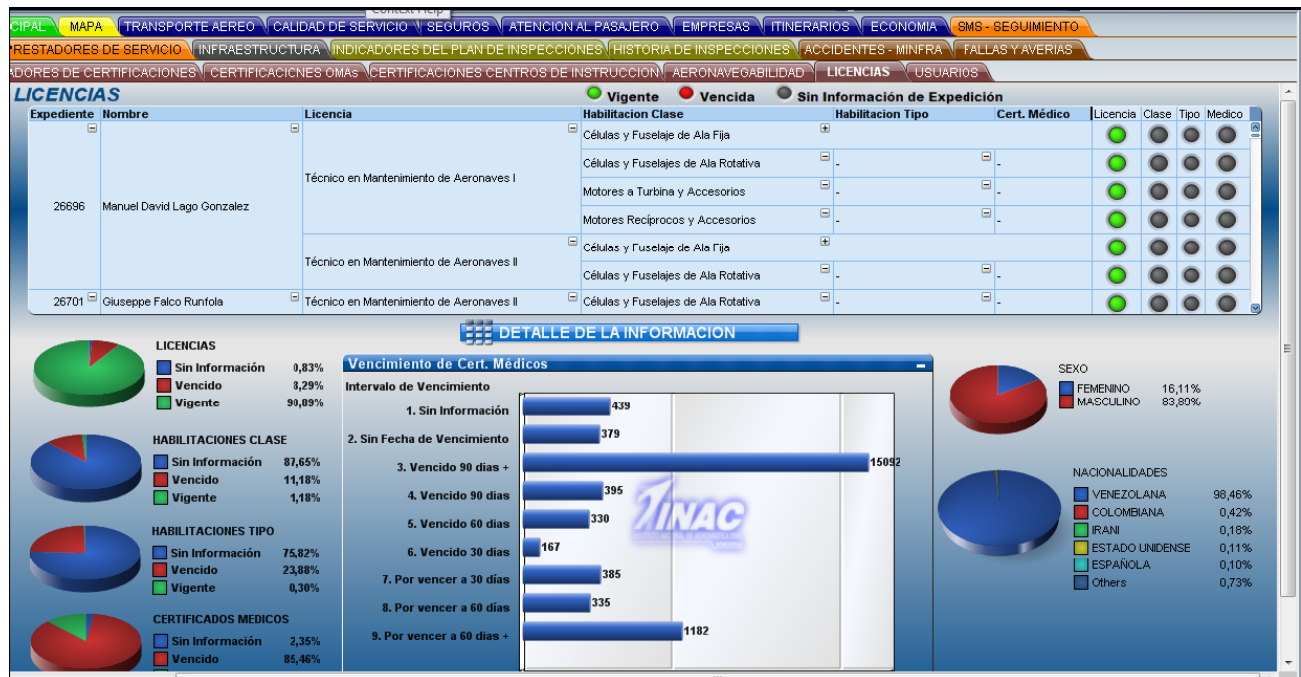 Context Help
CIPAL MAPA TRANSPORTE AEREO CALIDAD DE SERVICIO SEGUROS ATENCION AL PASAJERO EMPRESAS ITINERARIOS ECONOMIA SMS - SEGUIMIENTO
PRESTADORES DE SERVICIO INFRAESTRUCTURA INDICADORES DEL PLAN DE INSPECCIONES HISTORIA DE INSPECCIONES ACCIDENTES - MINFRA FALLAS Y AVERIAS
ADORES DE CERTIFICACIONES CERTIFICACICNES OMAs CERTIFICACIONES CENTROS DE INSTRUCCION AERONAVEGABILIDAD LICENCIAS USUARIOS
LICENCIAS Vigente Vencida Sin Información de Expedición
Expediente Nombre Licencia Habilitacion Clase Habilitacion Tipo Cert. Médico Licencia Clase Tipo Medico
26696 Manuel David Lago Gonzalez
Técnico en Mantenimiento de Aeronaves I
Células y Fuselaje de Ala Fija
Células y Fuselajes de Ala Rotativa - -
Motores a Turbina y Accesorios - -
Motores Recíprocos y Accesorios - -
Técnico en Mantenimiento de Aeronaves II
Células y Fuselaje de Ala Fija
Células y Fuselajes de Ala Rotativa - -
26701 Giuseppe Falco Runfola Técnico en Mantenimiento de Aeronaves II Células y Fuselajes de Ala Rotativa - -
DETALLE DE LA INFORMACION
LICENCIAS
Sin Información 0,83%
Vencido 8,29%
Vigente 90,89%
HABILITACIONES CLASE
Sin Información 87,65%
Vencido 11,18%
Vigente 1,18%
HABILITACIONES TIPO
Sin Información 75,82%
Vencido 23,88%
Vigente 0,30%
CERTIFICADOS MEDICOS
Sin Información 2,35%
Vencido 85,46%
Vencimiento de Cert. Médicos
Intervalo de Vencimiento
1. Sin Información 439
2. Sin Fecha de Vencimiento 379
3. Vencido 90 dias + 15092
4. Vencido 90 días 395
5. Vencido 60 días 330
6. Vencido 30 días 167
7. Por vencer a 30 días 385
8. Por vencer a 60 días 335
9. Por vencer a 60 dias + 1182
INAC
SEXO
FEMENINO 16,11%
MASCULINO 83,89%
NACIONALIDADES
VENEZOLANA 98,46%
COLOMBIANA 0,42%
IRANI 0,18%
ESTADO UNIDENSE 0,11%
ESPAÑOLA 0,10%
Others 0,73%